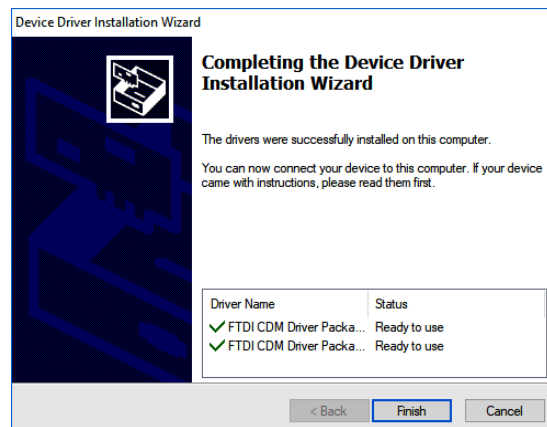 Device Driver Installation Wizard
Completing the Device Driver
Installation Wizard
The drivers were successfully installed on this computer.
You can now connect your device to this computer. If your device
came with instructions, please read them first.
Driver Name Status
FTDI CDM Driver Packa... Ready to use
FTDI CDM Driver Packa... Ready to use
< Back Finish Cancel